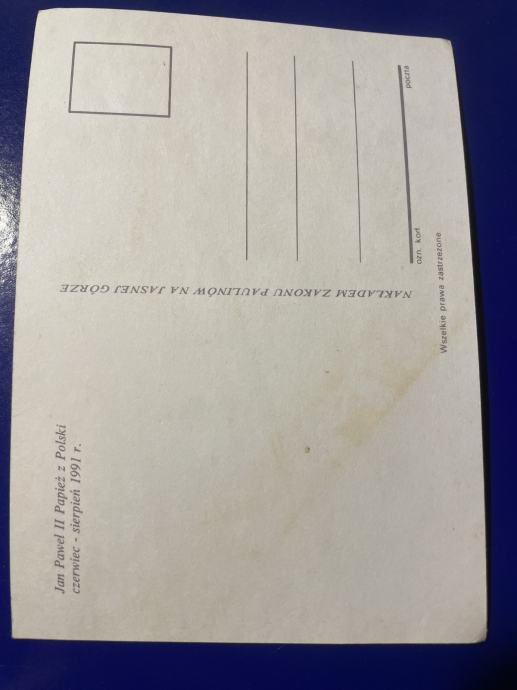 Jan Paweł II Papież z Polski
czerwiec - sierpień 1991 r.
NAKŁADEM ZAKONU PAULINÓW NA JASNEJ GÓRZE
poczta
ozn. kort.
Wszelkie prawa zastrzeżone